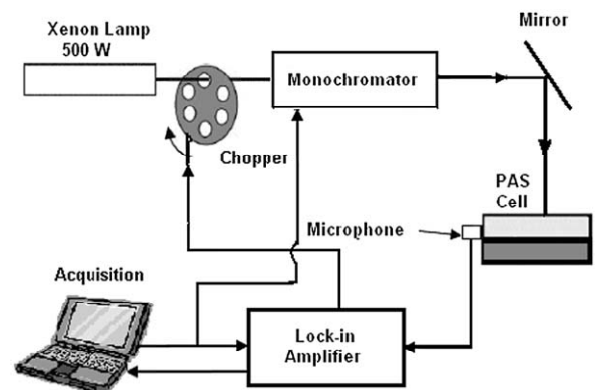 Xenon Lamp
500 W
Mirror
Monochromator
Chopper
PAS
Cell
Microphone
Acquisition
Lock-in
Amplifier